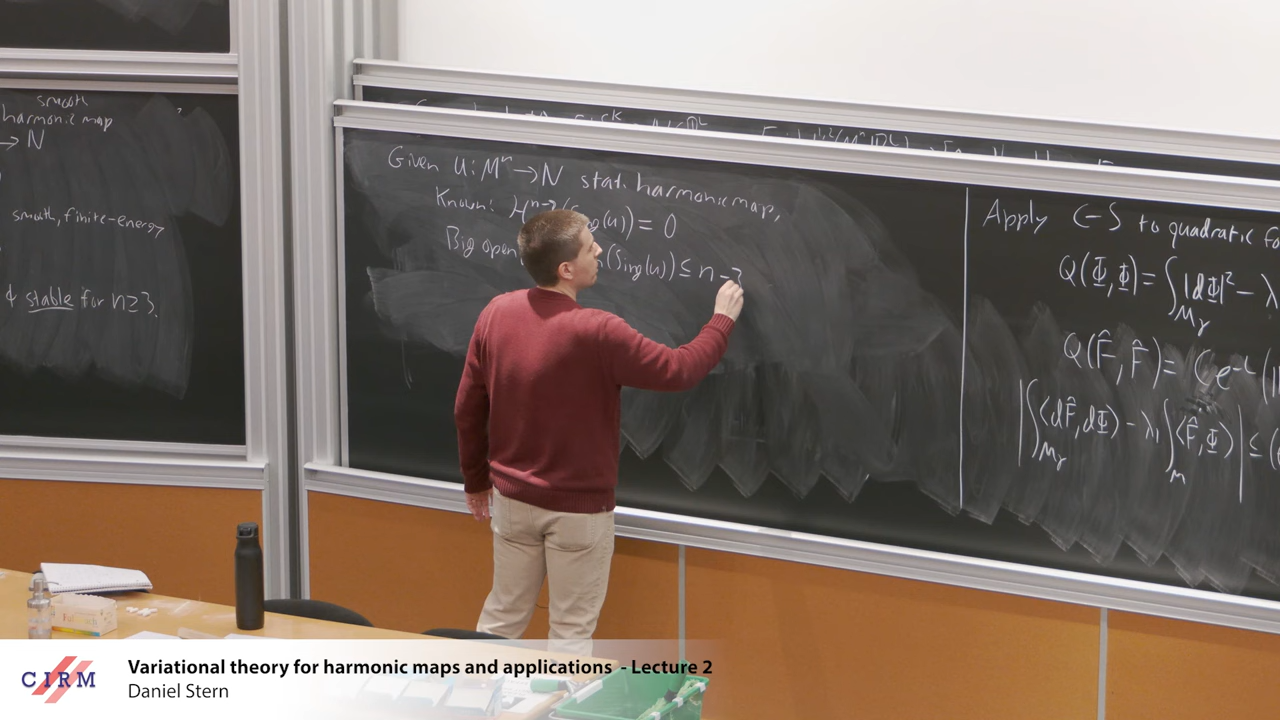 smooth
harmonic map
→ N
smooth, finite-energy
& stable for n≥3.
Given u: Mⁿ → N stat. harmonic map,
Known: (Sing(u)) = 0
Big open (Sing(u)) ≤ n-3
Apply C-S to quadratic fo
Q(Φ,Φ) = ∫_{M_γ} |dΦ|² - λ
Q(F̂,F̂) = Ce^{-L}
|∫_{M_γ} ⟨dF̂,dΦ⟩ - λ₁ ∫_M ⟨F̂,Φ⟩| ≤
CIRM
Variational theory for harmonic maps and applications - Lecture 2
Daniel Stern